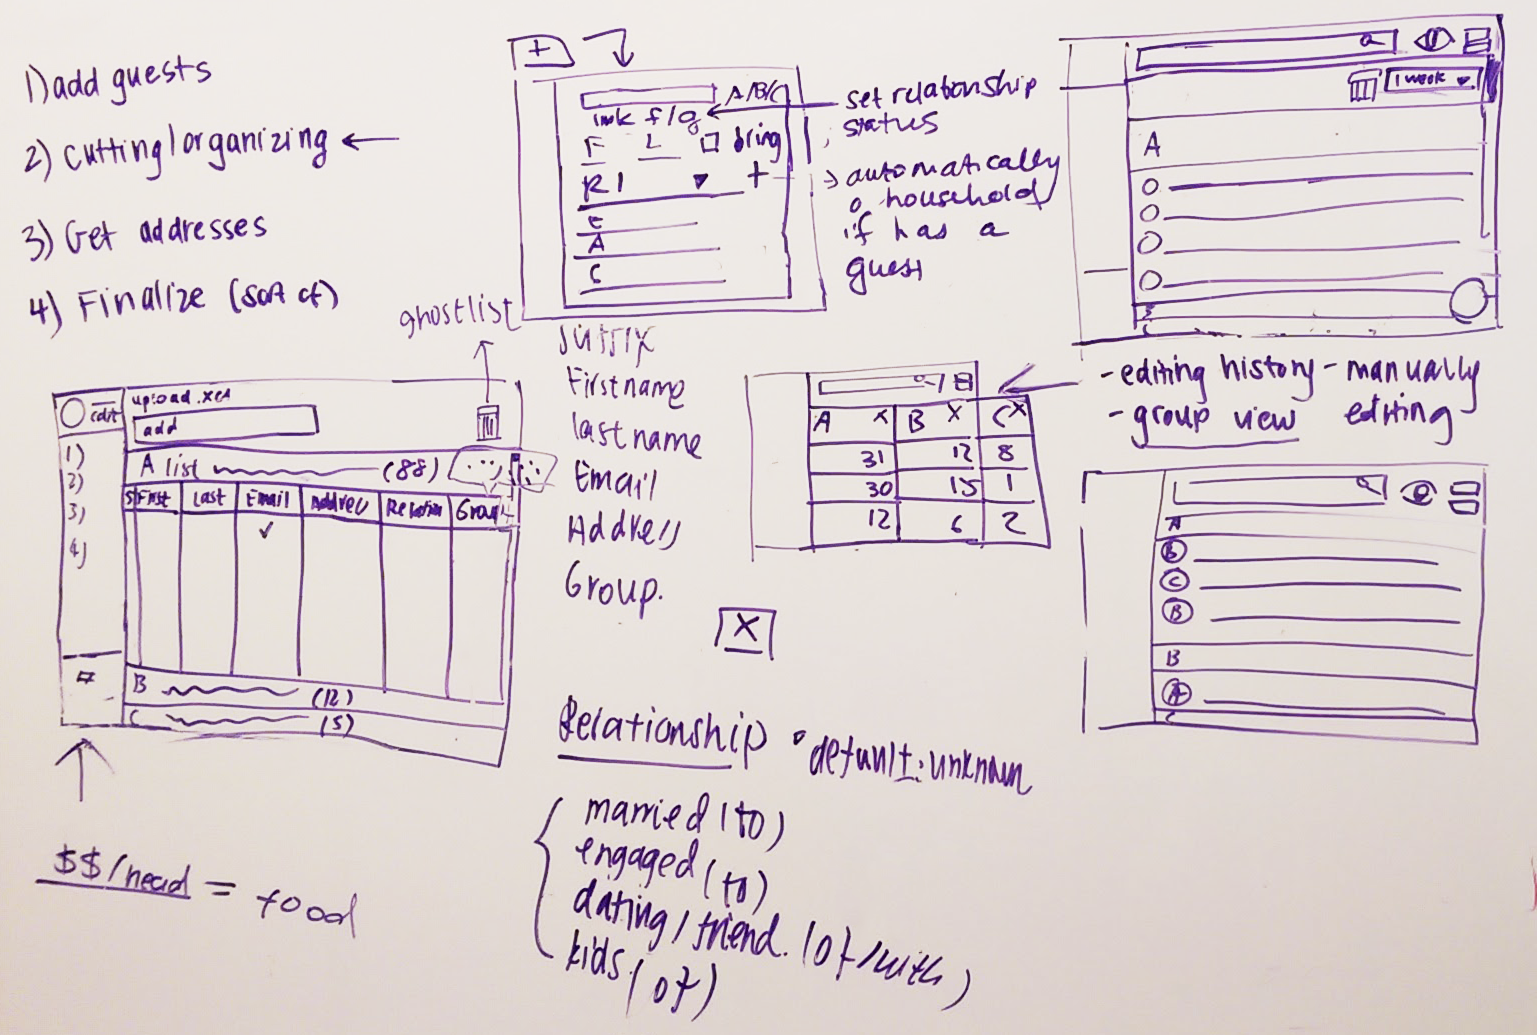 1) add guests
2) cutting/organizing
3) Get addresses
4) Finalize (sort of)
+
A/B/C
F L bring
R +
E
A
C
set relationship
status
automatically
household
if has a
guest
1 week
A
ghostlist
suffix
Firstname
lastname
Email
Address
Group.
X
edit
add
1)
2)
3)
4)
A list (88)
First Last Email Address Relation Group
B (12)
C (5)
A X B X C X
31 12 8
30 15 1
12 6 2
- editing history - manually
- group view editing
A
B
C
B
B
A
C
$$/head = food
Relationship • default: unknown
married (to)
engaged (to)
dating/friend. (of/with)
kids (of)